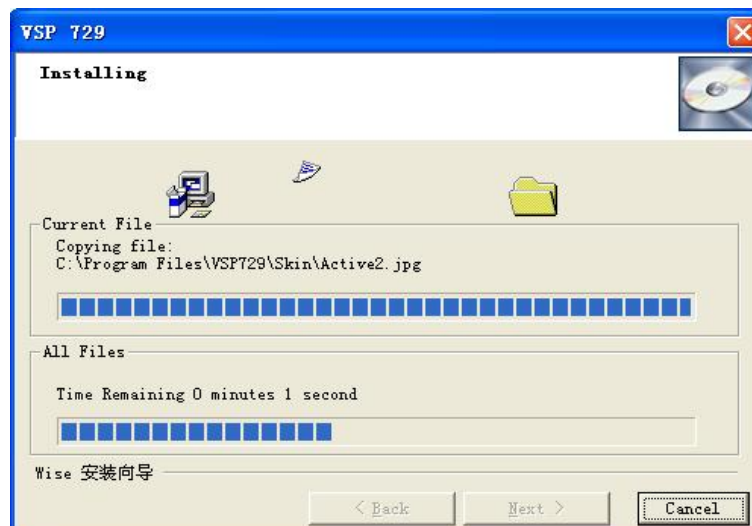 VSP 729
Installing
Current File
Copying file:
C:\Program Files\VSP729\Skin\Active2.jpg
All Files
Time Remaining 0 minutes 1 second
Wise 安装向导
< Back
Next >
Cancel